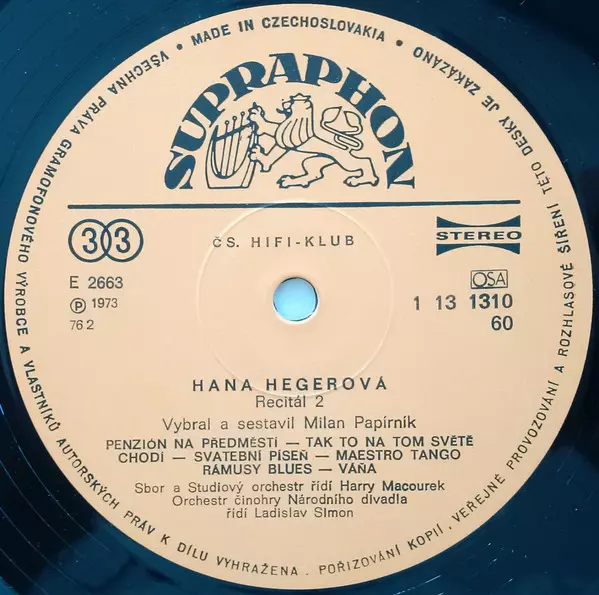 VŠECHNA PRÁVA GRAMOFONOVÉHO VÝROBCE A VLASTNÍKŮ AUTORSKÝCH PRÁV K DÍLU VYHRAŽENA. POŘIZOVÁNÍ KOPIÍ, VEŘEJNÉ PROVOZOVÁNÍ A ROZHLASOVÉ ŠÍŘENÍ TÉTO DESKY JE ZAKÁZÁNO • MADE IN CZECHOSLOVAKIA •
SUPRAPHON
33
ČS. HIFI-KLUB
STEREO
E 2663
OSA
Ⓟ 1973
1 13 1310
76 2
60
HANA HEGEROVÁ
Recitál 2
Vybral a sestavil Milan Papírník
PENZIÓN NA PŘEDMĚSTÍ — TAK TO NA TOM SVĚTĚ
CHODÍ — SVATEBNÍ PÍSEŇ — MAESTRO TANGO
RÁMUSY BLUES — VÁŇA
Sbor a Studiový orchestr řídí Harry Macourek
Orchestr činohry Národního divadla
řídí Ladislav Simon